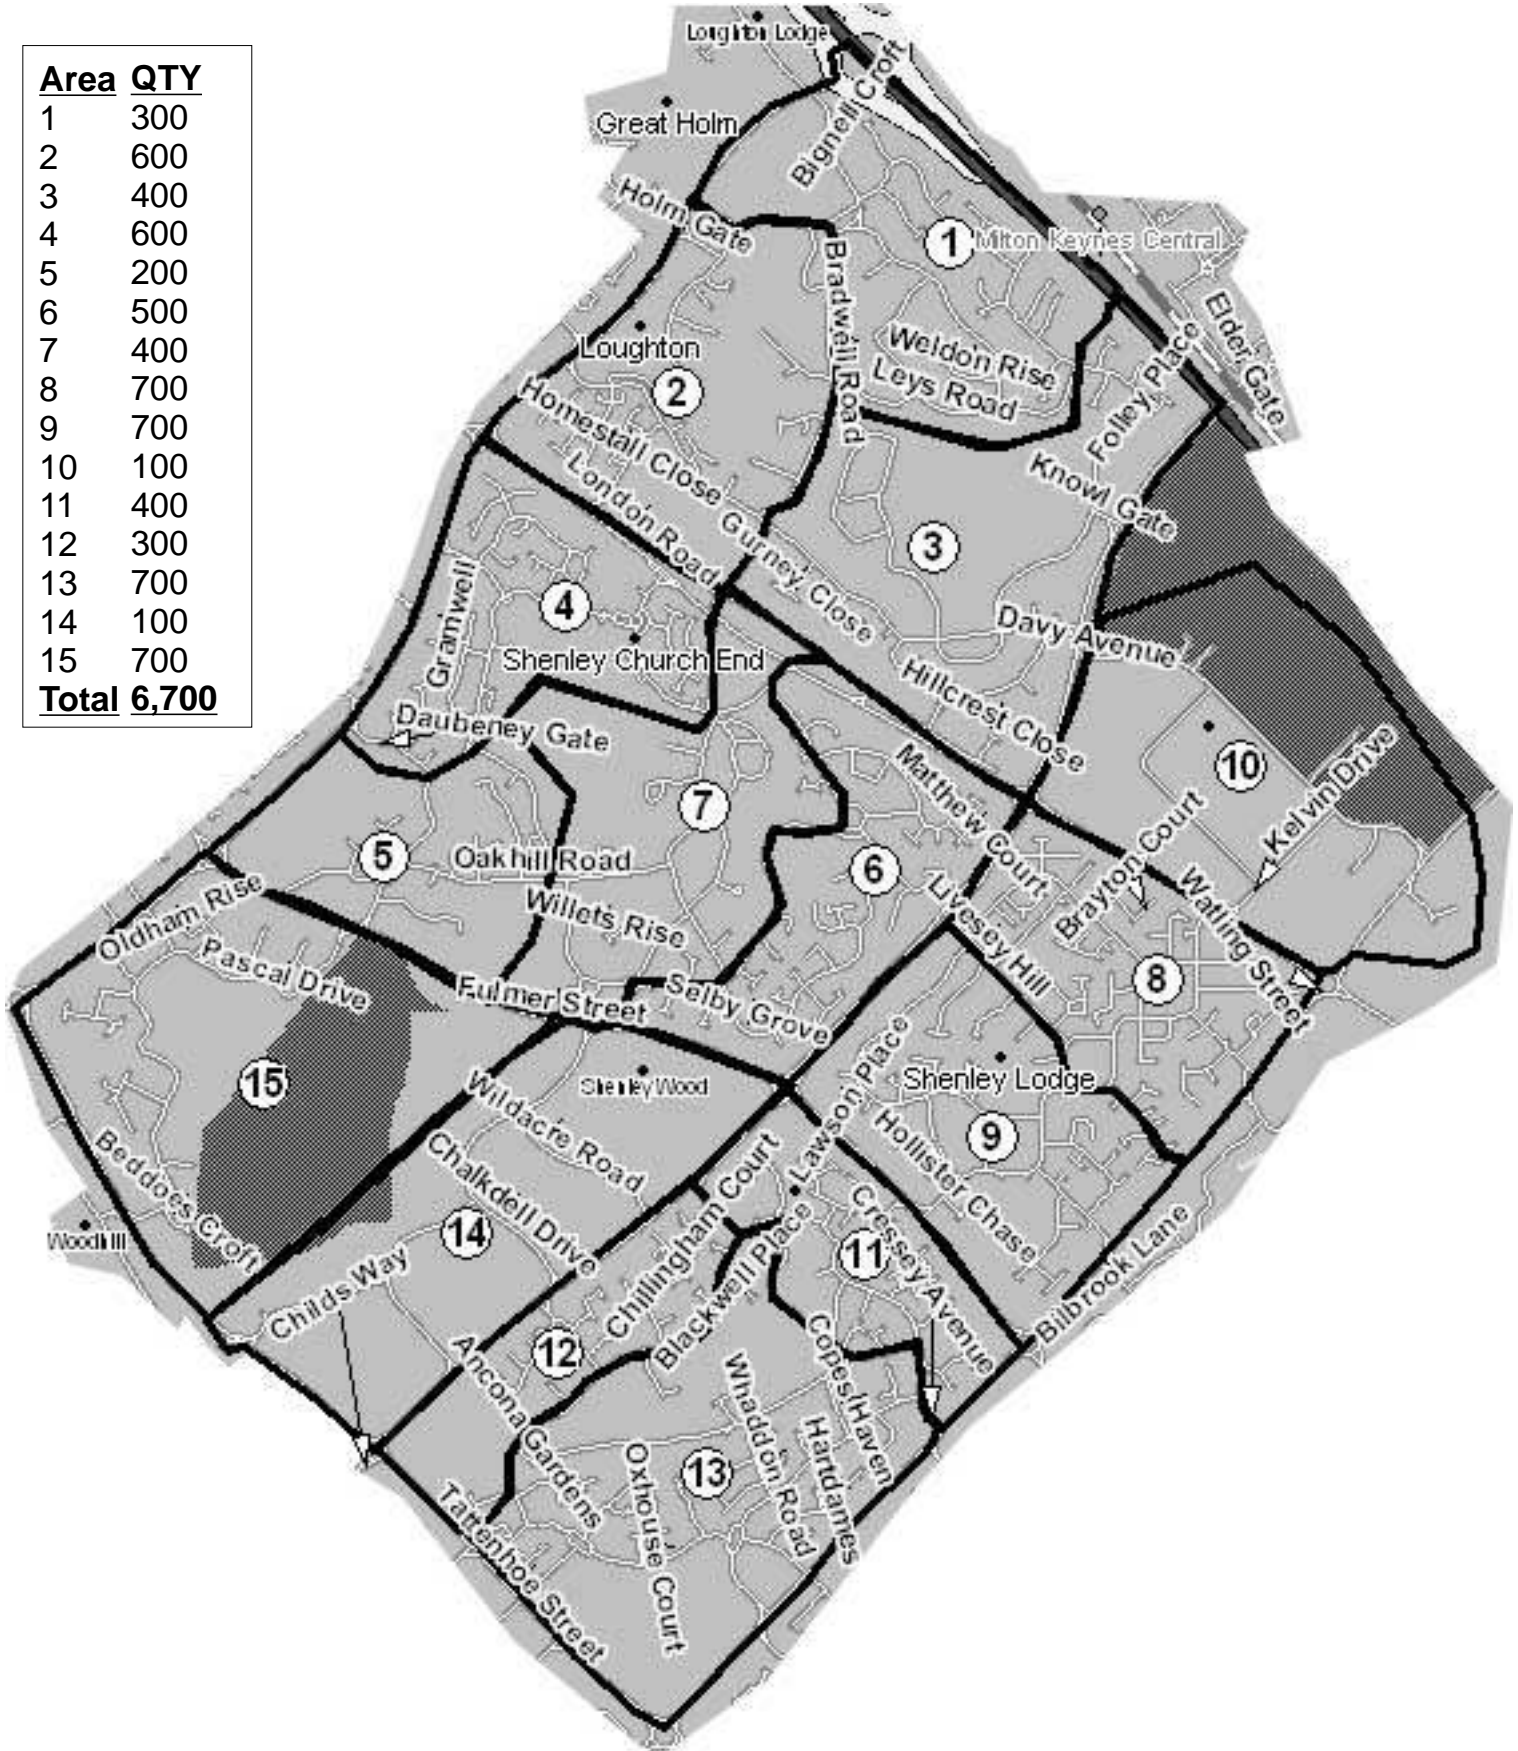 Area QTY
1 300
2 600
3 400
4 600
5 200
6 500
7 400
8 700
9 700
10 100
11 400
12 300
13 700
14 100
15 700
Total 6,700
Loughton Lodge
Great Holm
Bignell Croft
Holm Gate
1
Milton Keynes Central
Elder Gate
Bradwell Road
Loughton
2
Weldon Rise
Leys Road
Folley Place
Homestall Close
London Road
Knowl Gate
Gurney Close
3
4
Gramwell
Shenley Church End
Davy Avenue
Hillcrest Close
Daubeney Gate
Matthew Court
10
Kelvin Drive
7
5
Oakhill Road
6
Brayton Court
Watling Street
Oldham Rise
Willets Rise
Livesey Hill
Pascal Drive
Fulmer Street
Selby Grove
8
15
Shenley Wood
Lawson Place
Shenley Lodge
Wildacre Road
9
Hollister Chase
Beddoes Croft
Chalkdell Drive
Chillingham Court
Woodhill
14
Childs Way
Blackwell Place
11
Cressey Avenue
Bilbrook Lane
12
Ancona Gardens
Copes Haven
Whaddon Road
Hartdames
13
Oxhouse Court
Tattenhoe Street